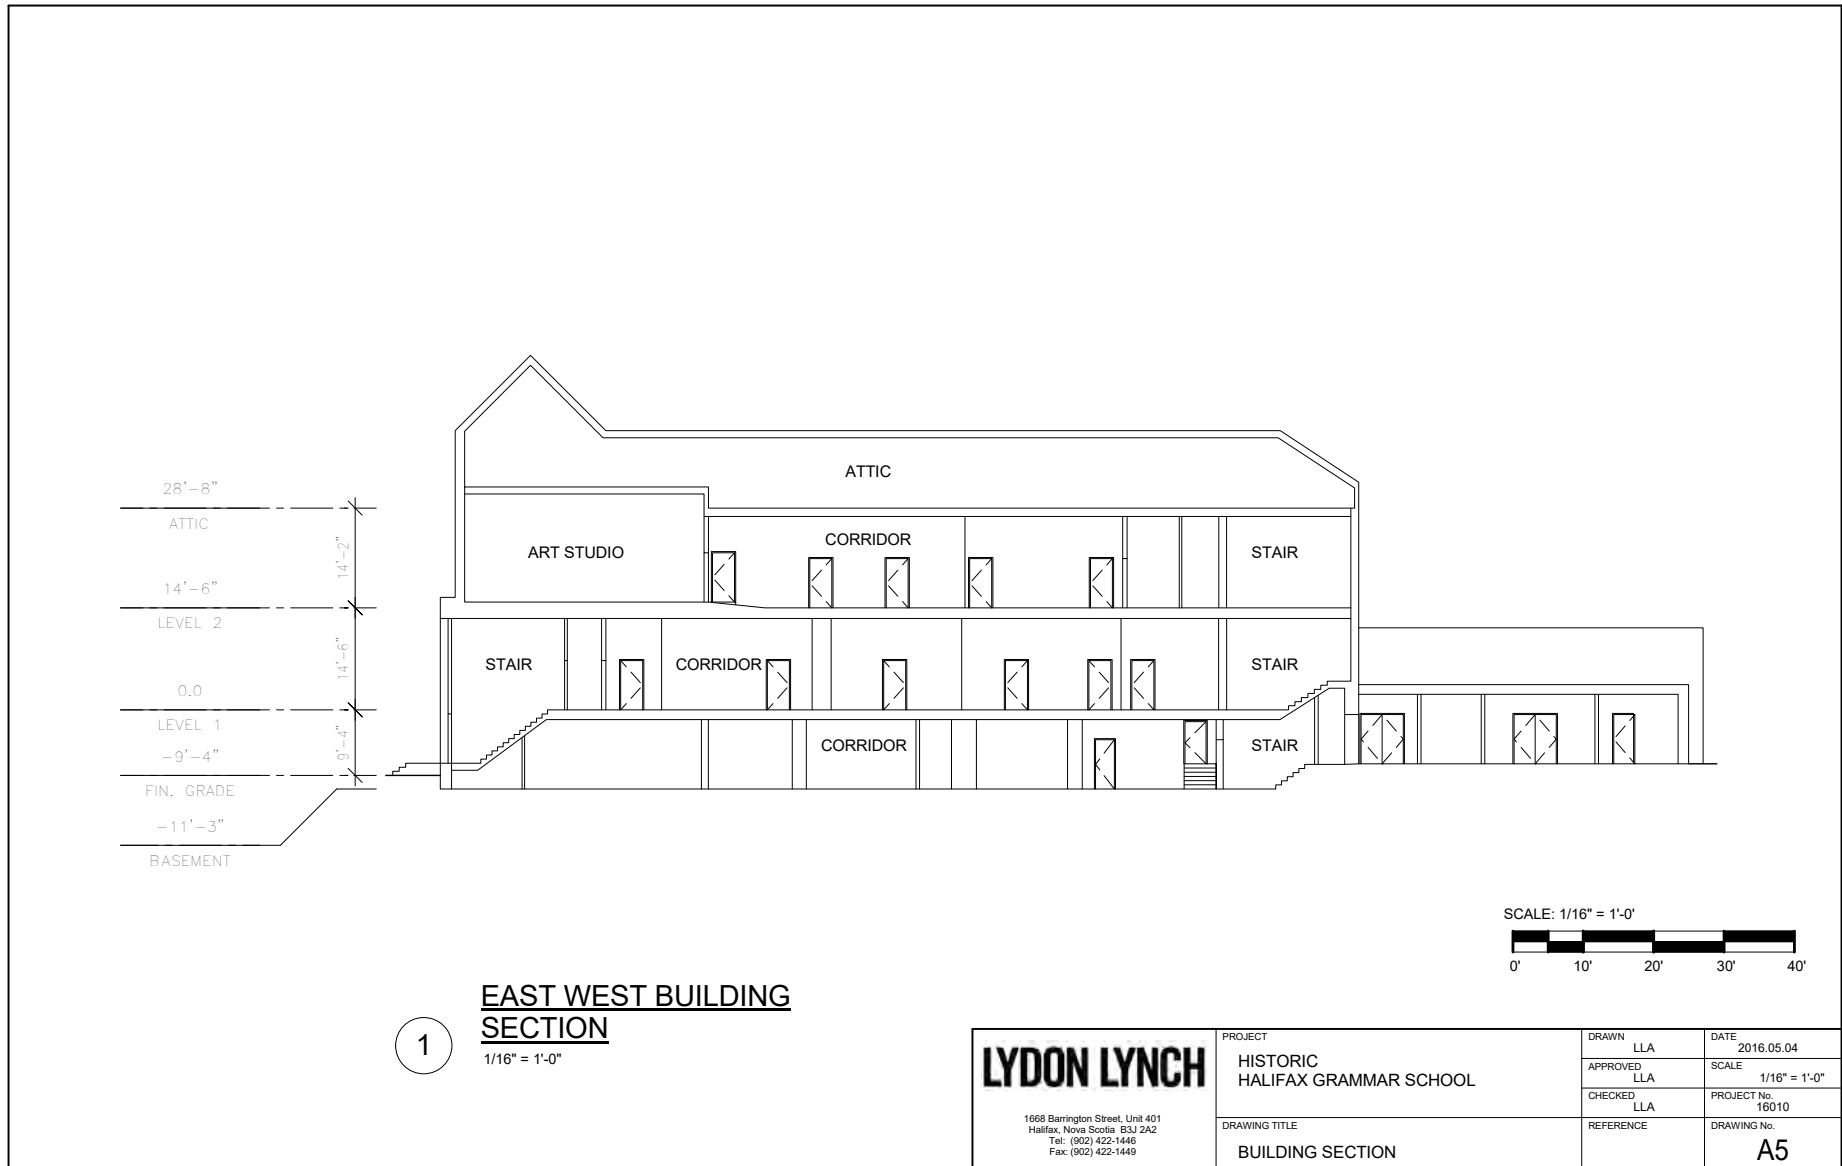 ATTIC
28'-8"
ATTIC
14'-2"
ART STUDIO
CORRIDOR
STAIR
14'-6"
LEVEL 2
14'-6"
STAIR
CORRIDOR
STAIR
0.0
LEVEL 1
9'-4"
CORRIDOR
STAIR
-9'-4"
FIN. GRADE
-11'-3"
BASEMENT
SCALE: 1/16" = 1'-0'
0' 10' 20' 30' 40'
1
EAST WEST BUILDING
SECTION
1/16" = 1'-0"
LYDON LYNCH
1668 Barrington Street, Unit 401
Halifax, Nova Scotia B3J 2A2
Tel: (902) 422-1446
Fax: (902) 422-1449
PROJECT
HISTORIC
HALIFAX GRAMMAR SCHOOL
DRAWING TITLE
BUILDING SECTION
DRAWN
LLA
APPROVED
LLA
CHECKED
LLA
REFERENCE
DATE
2016.05.04
SCALE
1/16" = 1'-0"
PROJECT No.
16010
DRAWING No.
A5